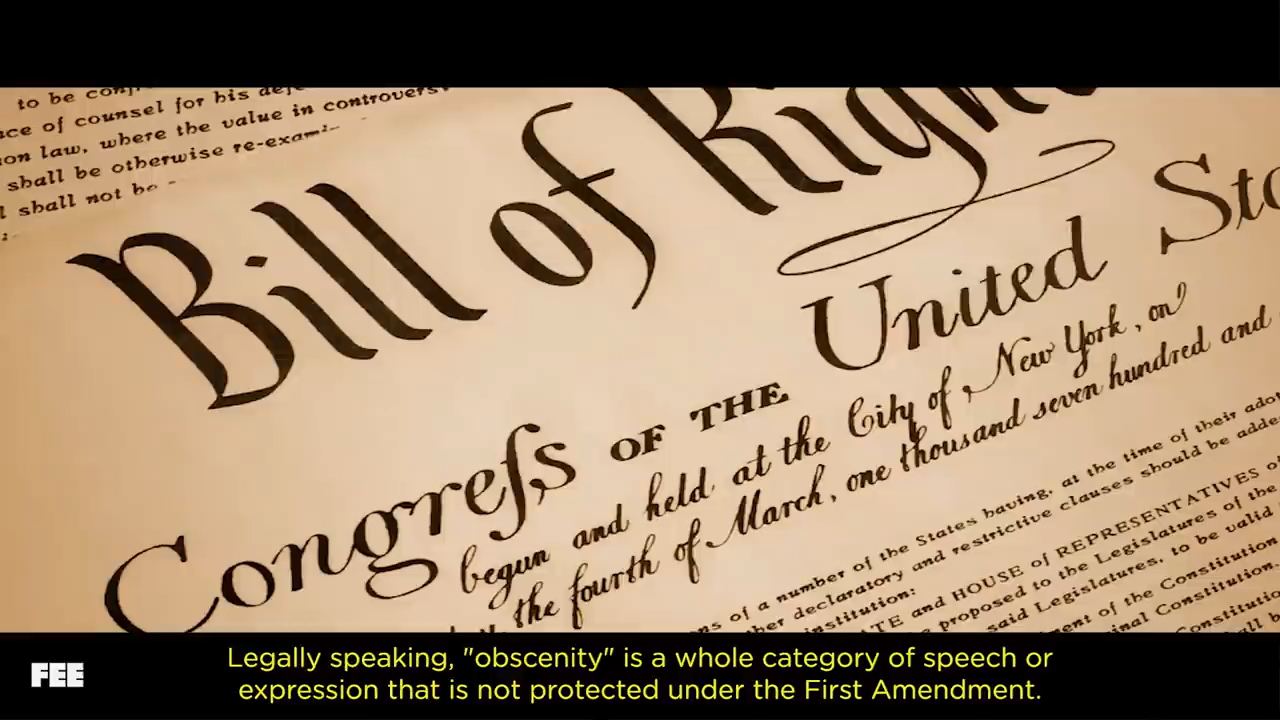 to be
nce of counsel for his
on law, where the value in controvers
shall be otherwise re-exami
shall not be
Bill of Righ
Congreſs OF THE United Sta
begun and held at the City of New York, on
the fourth of March, one thousand seven hundred and
of a number of the States having, at the time of their
declaratory and restrictive clauses should be adde
institution:
and HOUSE of REPRESENTATIVES of
proposed to the Legislatures of the
said Legislatures, to be valid
of the Constitution
Constitution.
FEE
Legally speaking, "obscenity" is a whole category of speech or
expression that is not protected under the First Amendment.